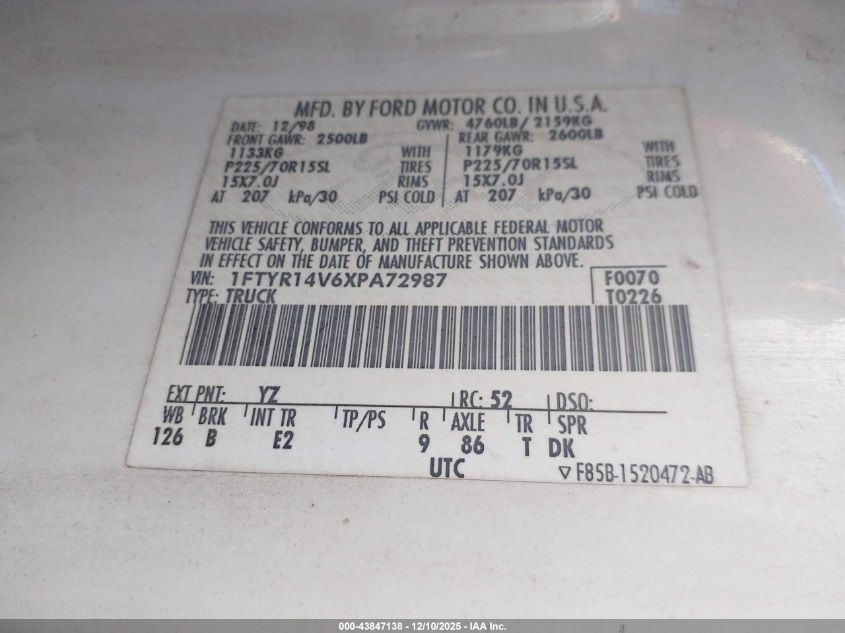 MFD. BY FORD MOTOR CO. IN U.S.A.
DATE: 12/98 GVWR: 4760LB/ 2159KG
FRONT GAWR: 2500LB REAR GAWR: 2600LB
1133KG WITH 1179KG WITH
P225/70R15SL TIRES P225/70R15SL TIRES
15X7.0J RIMS 15X7.0J RIMS
AT 207 kPa/30 PSI COLD AT 207 kPa/30 PSI COLD
THIS VEHICLE CONFORMS TO ALL APPLICABLE FEDERAL MOTOR
VEHICLE SAFETY, BUMPER, AND THEFT PREVENTION STANDARDS
IN EFFECT ON THE DATE OF MANUFACTURE SHOWN ABOVE.
VIN: 1FTYR14V6XPA72987 F0070
TYPE: TRUCK T0226
EXT PNT: YZ RC: 52 DSO:
WB BRK INT TR TP/PS R AXLE TR SPR
126 B E2 9 86 T DK
UTC ▽F85B-1520472-AB
000-43847138 - 12/10/2025 - IAA Inc.